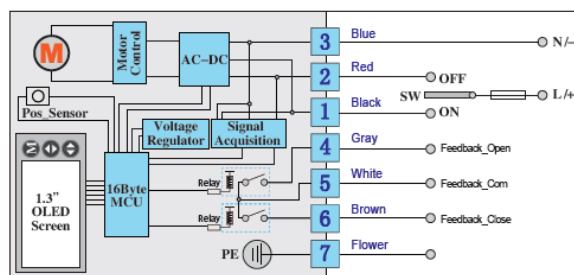 M
Motor
Control
AC-DC
3
Blue
N/-
2
Red
OFF
SW
L/+
1
Black
ON
Pos_Sensor
Voltage
Regulator
Signal
Acquisition
4
Gray
Feedback_Open
1.3”
OLED
Screen
16Byte
MCU
Relay
5
White
Feedback_Com
Relay
6
Brown
Feedback_Close
PE
7
Flower